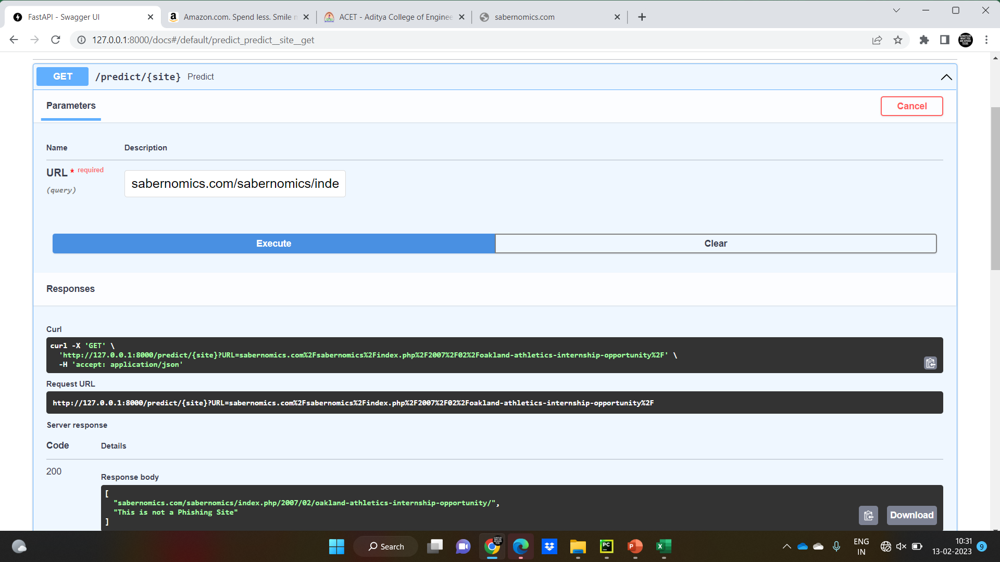 FastAPI - Swagger UI
Amazon.com. Spend less. Smile
ACET - Aditya College of Enginee
sabernomics.com
127.0.0.1:8000/docs#/default/predict_predict__site__get
GET /predict/{site} Predict
Parameters
Cancel
Name Description
URL * required
(query)
sabernomics.com/sabernomics/inde
Execute Clear
Responses
Curl
curl -X 'GET' \
'http://127.0.0.1:8000/predict/{site}?URL=sabernomics.com%2Fsabernomics%2Findex.php%2F2007%2F02%2Foakland-athletics-internship-opportunity%2F' \
-H 'accept: application/json'
Request URL
http://127.0.0.1:8000/predict/{site}?URL=sabernomics.com%2Fsabernomics%2Findex.php%2F2007%2F02%2Foakland-athletics-internship-opportunity%2F
Server response
Code Details
200
Response body
[
"sabernomics.com/sabernomics/index.php/2007/02/oakland-athletics-internship-opportunity/",
"This is not a Phishing Site"
]
Download
Search
ENG
IN
10:31
13-02-2023
9